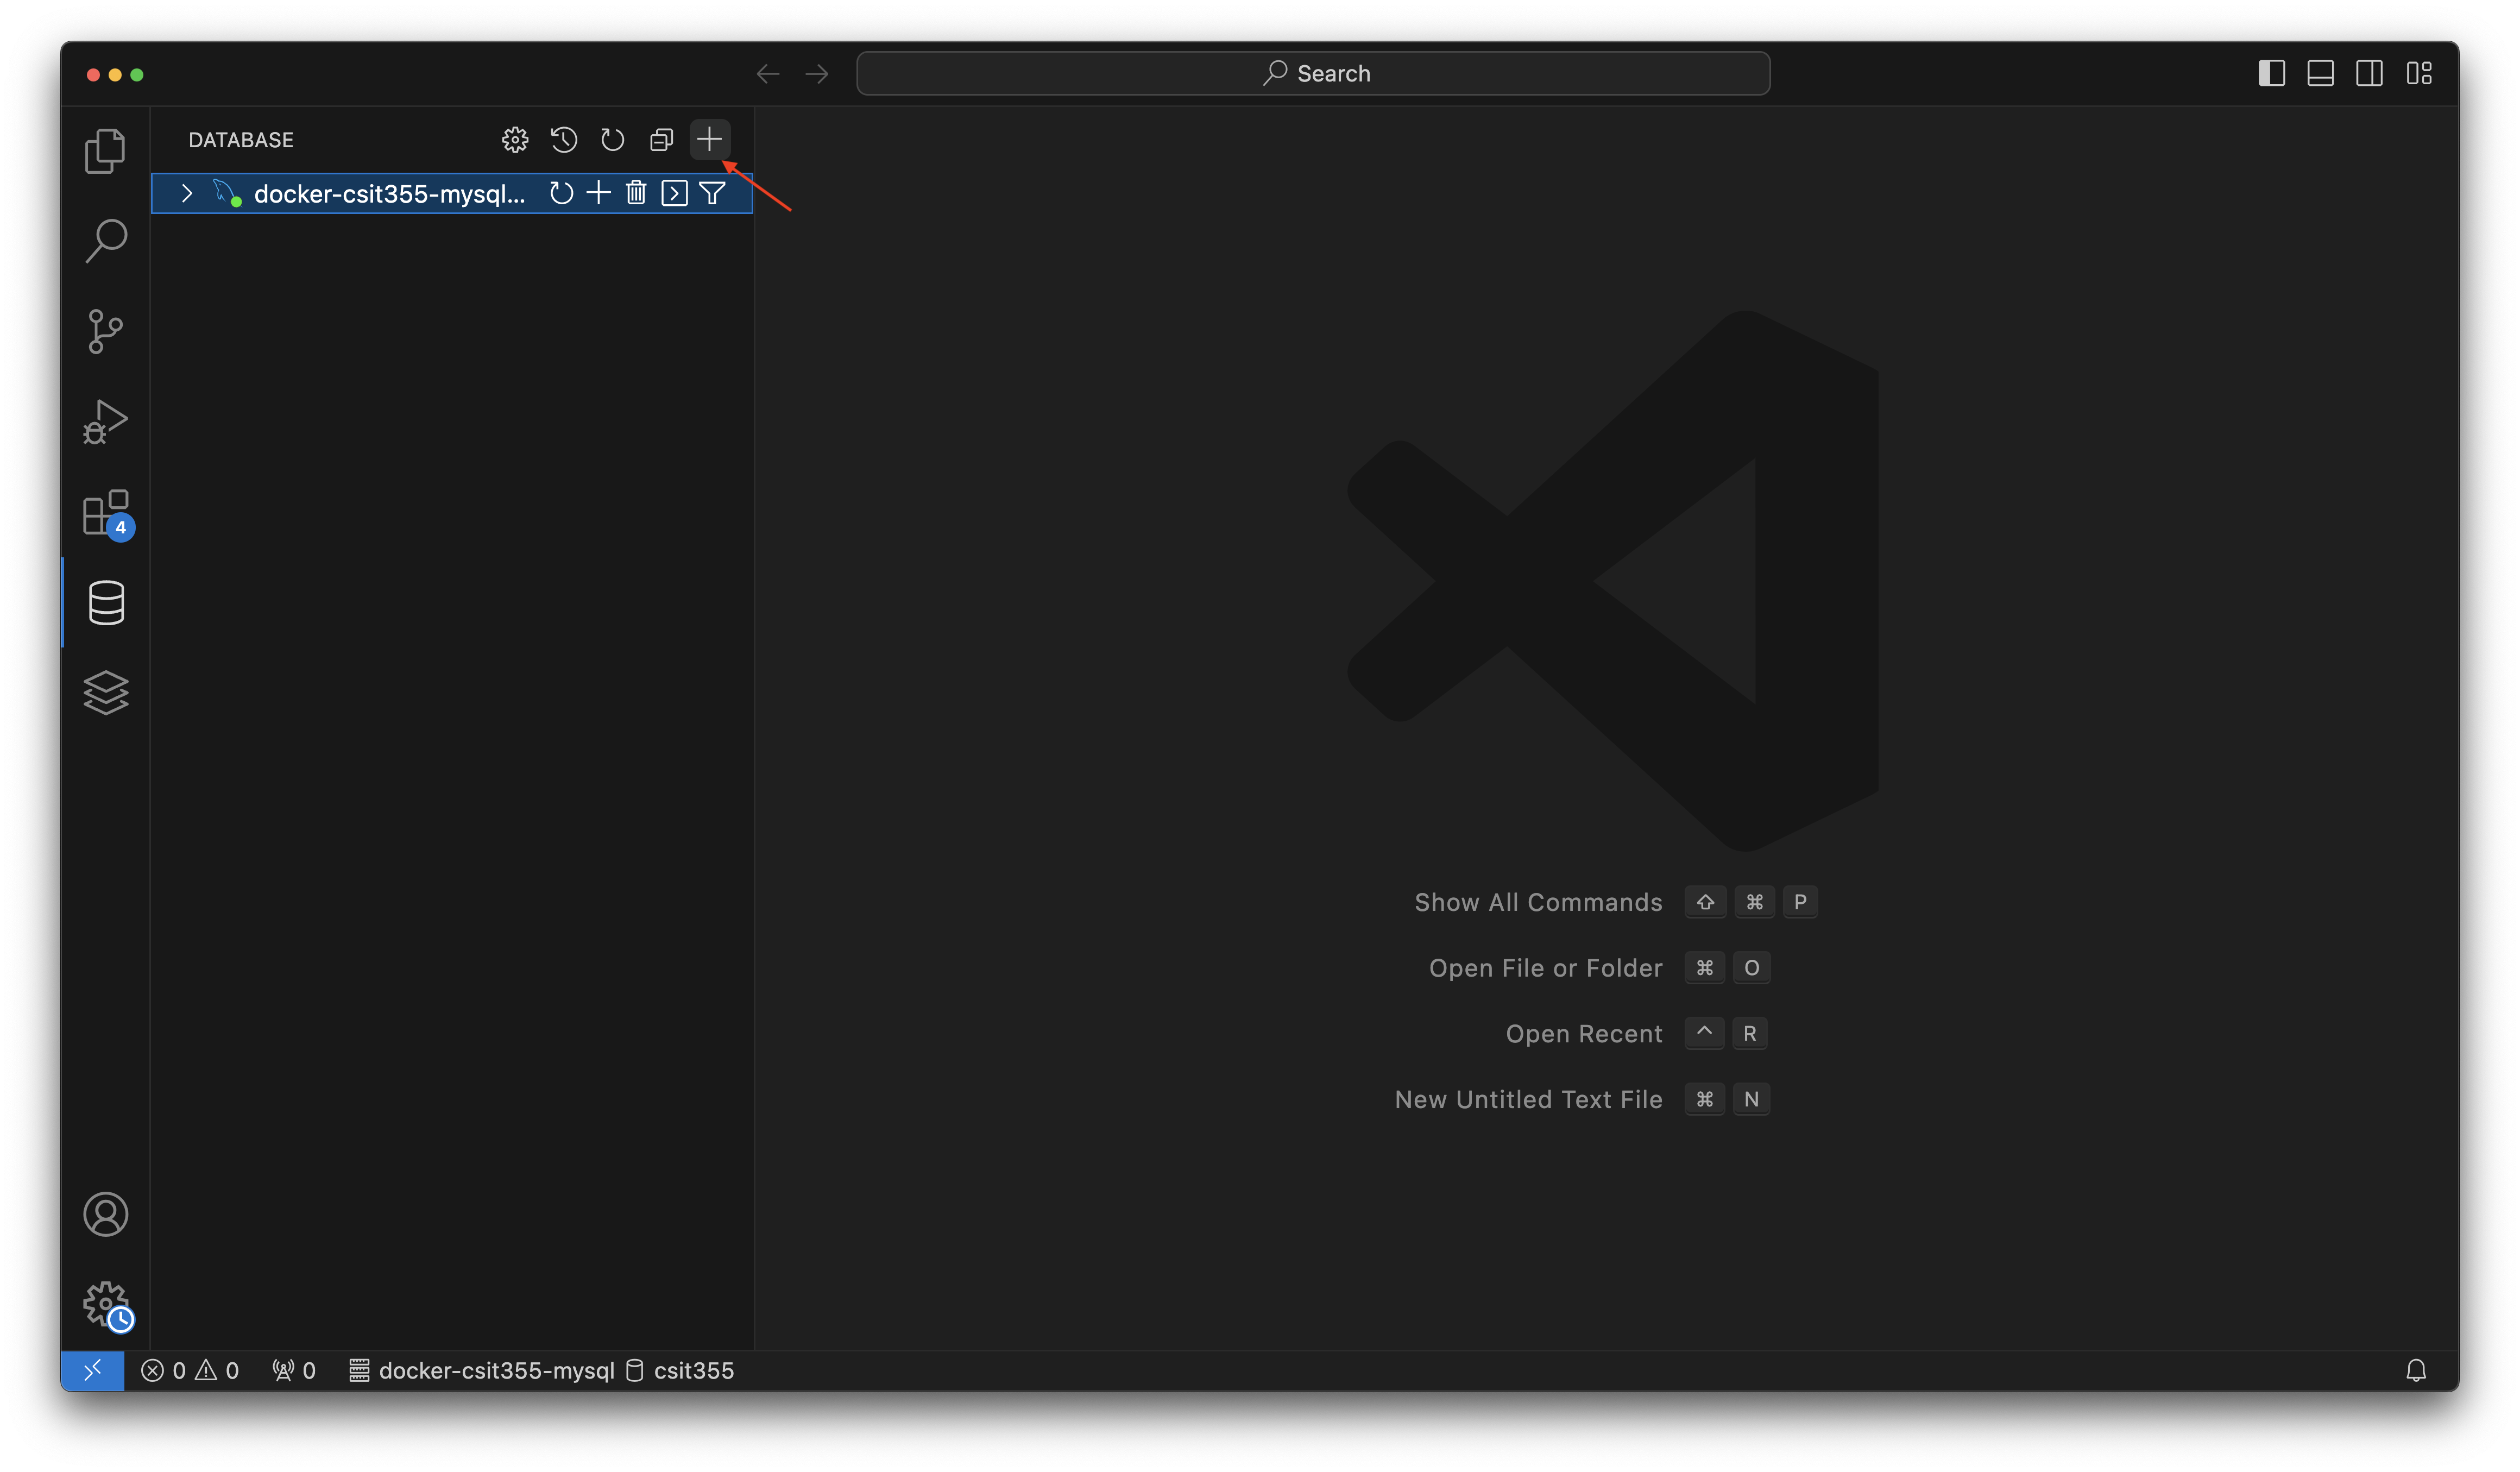 Search
DATABASE
docker-csit355-mysql...
4
Show All Commands ⇧ ⌘ P
Open File or Folder ⌘ O
Open Recent ^ R
New Untitled Text File ⌘ N
0 0 0 docker-csit355-mysql csit355